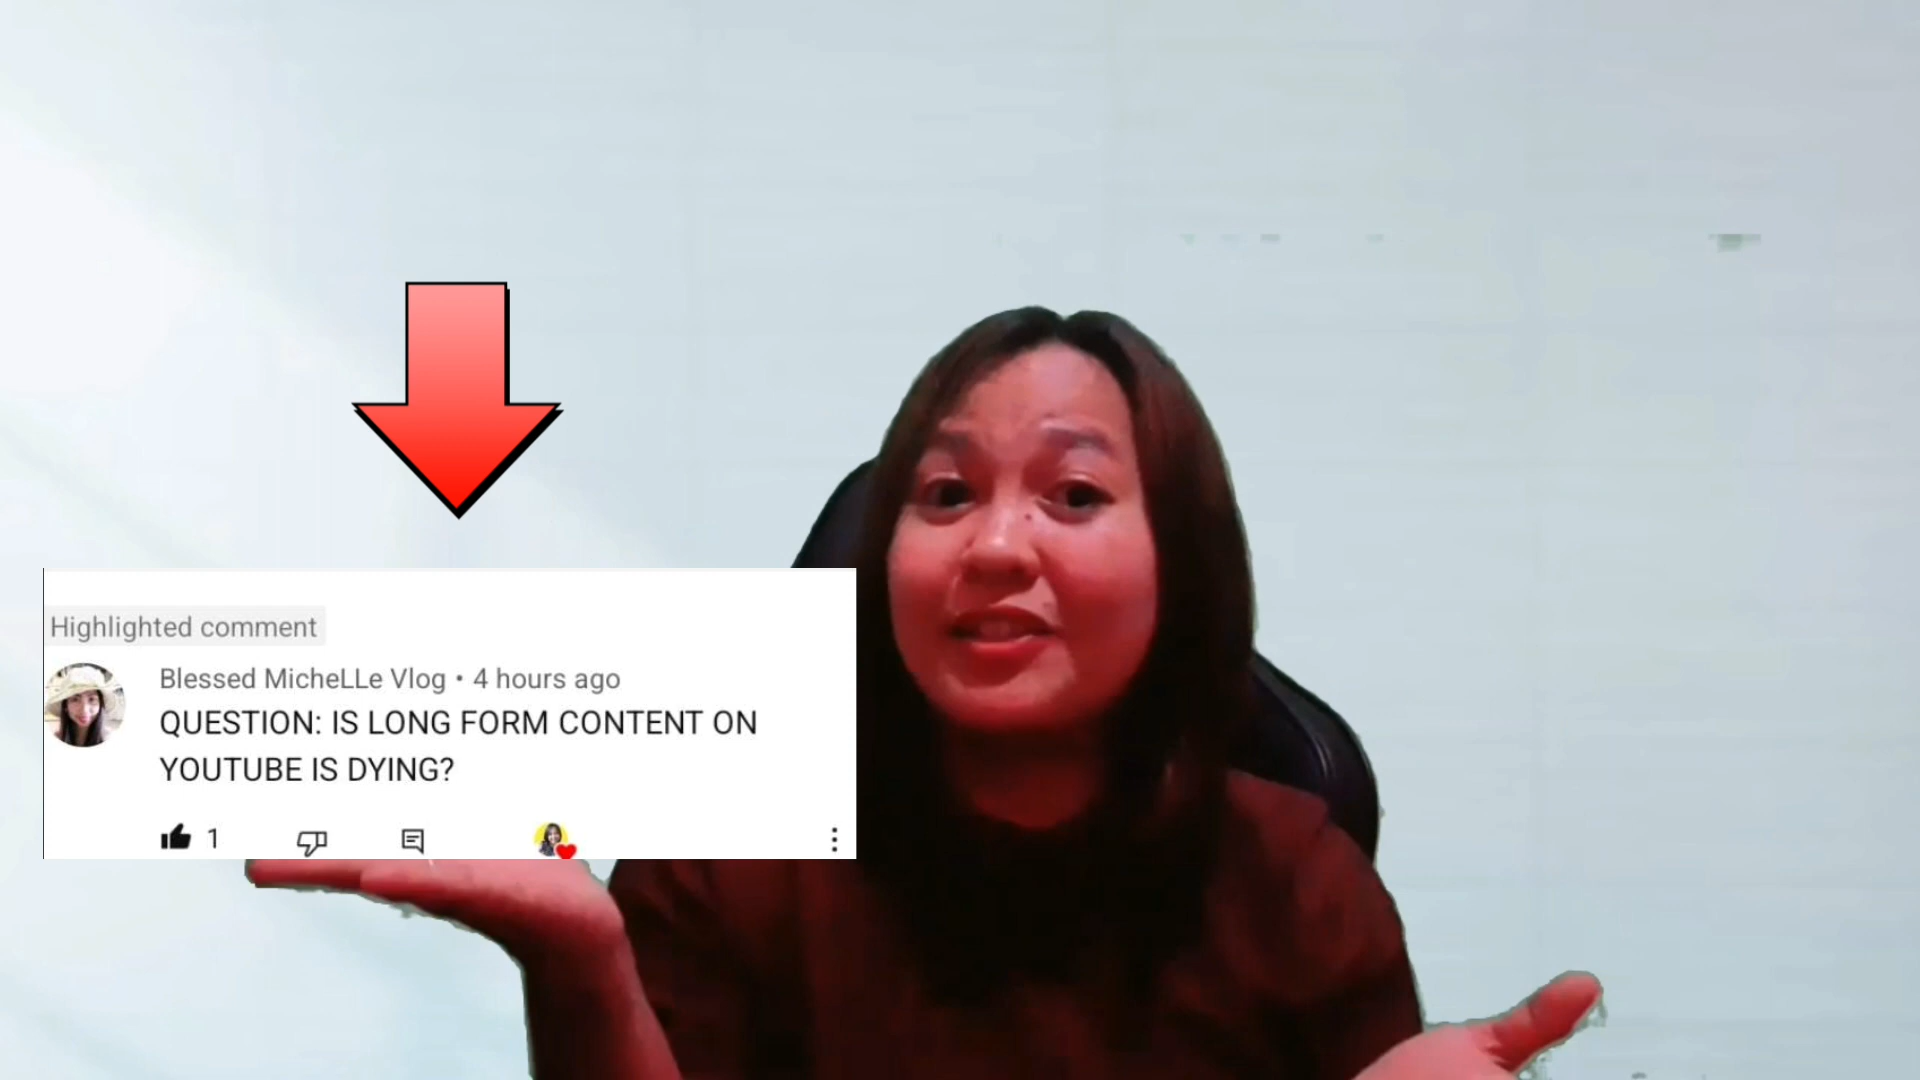 Highlighted comment
Blessed MicheLLe Vlog • 4 hours ago
QUESTION: IS LONG FORM CONTENT ON
YOUTUBE IS DYING?
1